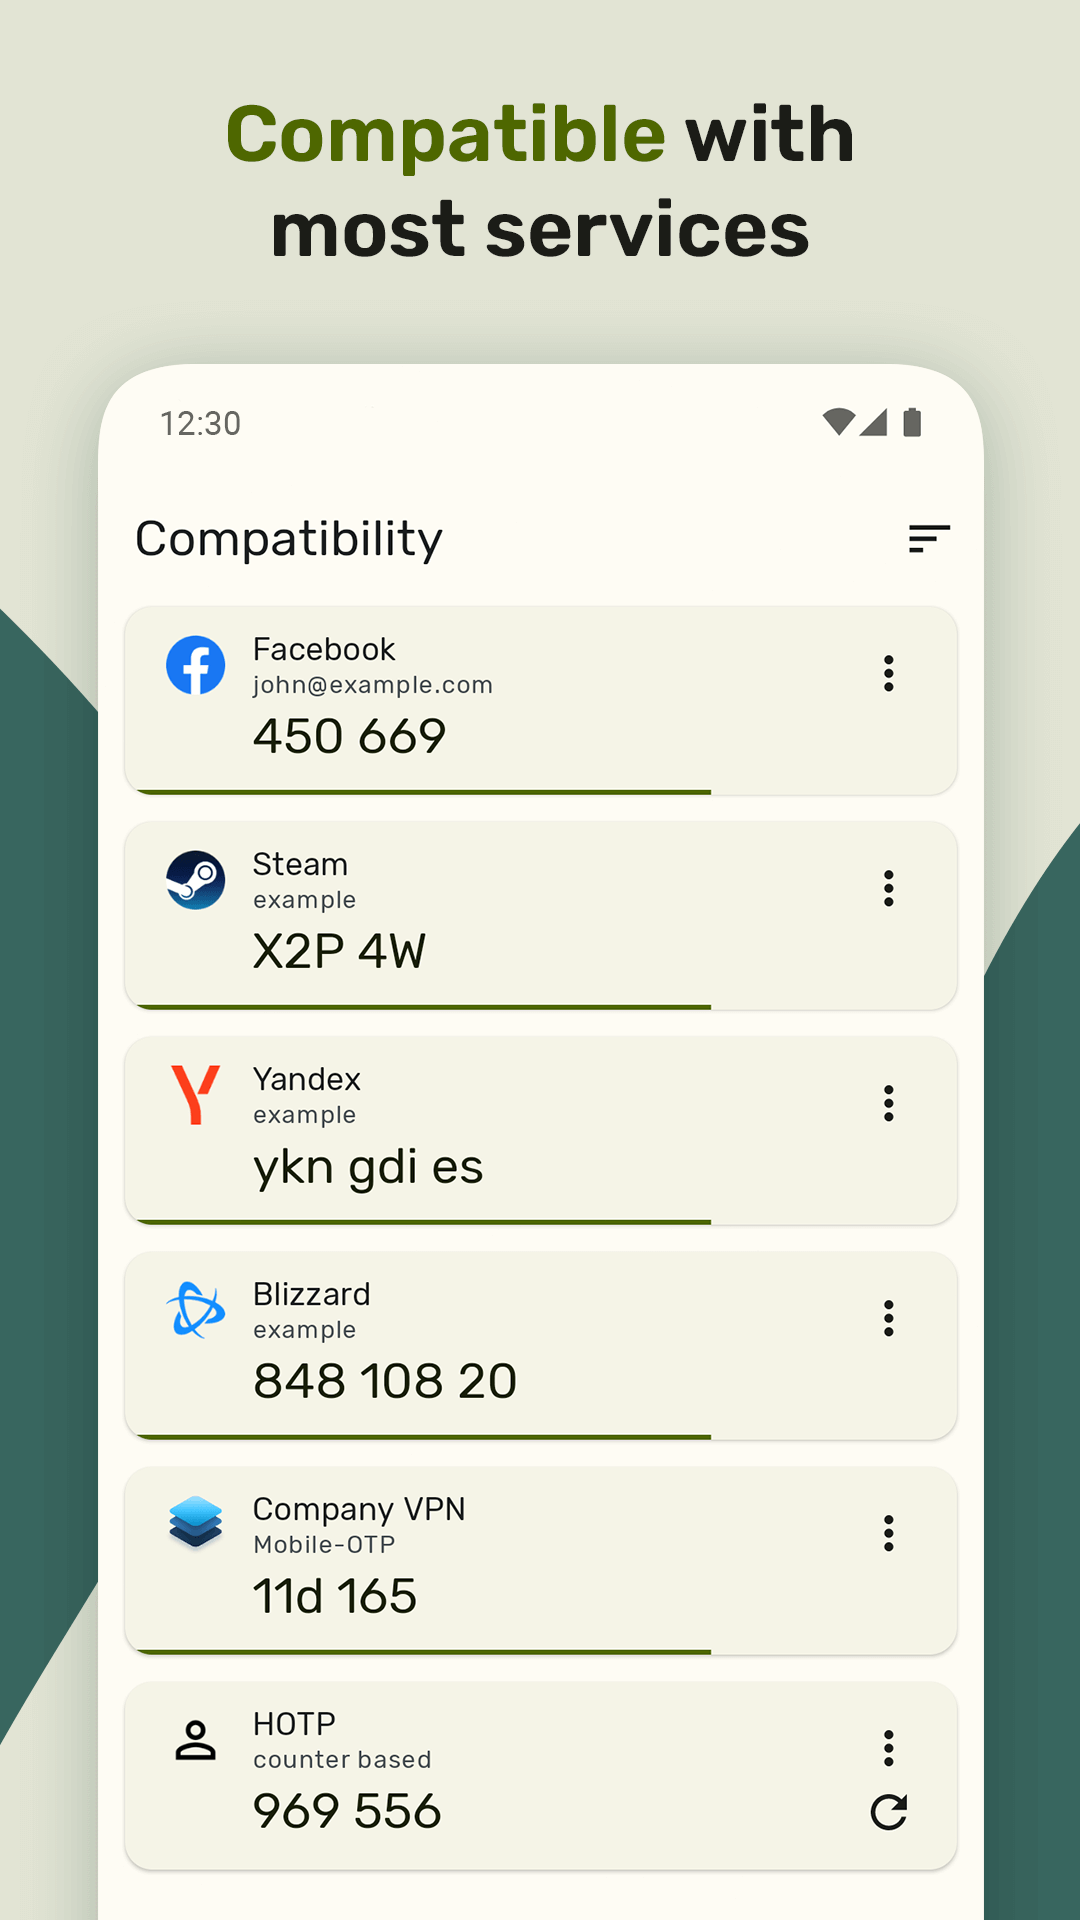 Compatible with
most services
12:30
Compatibility
Facebook
john@example.com
450 669
Steam
example
X2P 4W
Yandex
example
ykn gdi es
Blizzard
example
848 108 20
Company VPN
Mobile-OTP
11d 165
HOTP
counter based
969 556